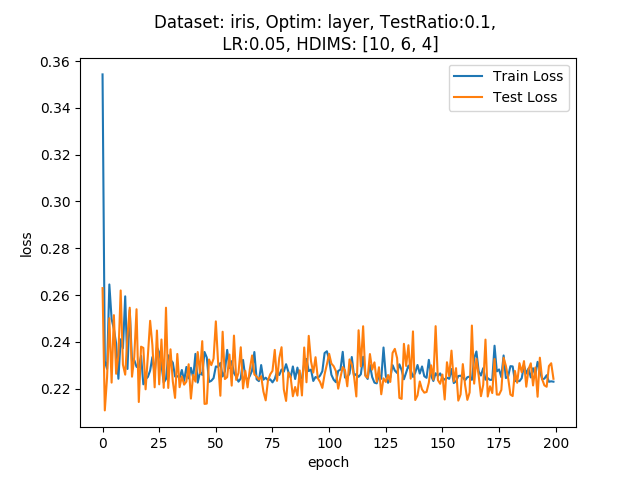 Dataset: iris, Optim: layer, TestRatio:0.1,
LR:0.05, HDIMS: [10, 6, 4]
Train Loss
Test Loss
0.36
0.34
0.32
0.30
0.28
0.26
0.24
0.22
loss
0 25 50 75 100 125 150 175 200
epoch